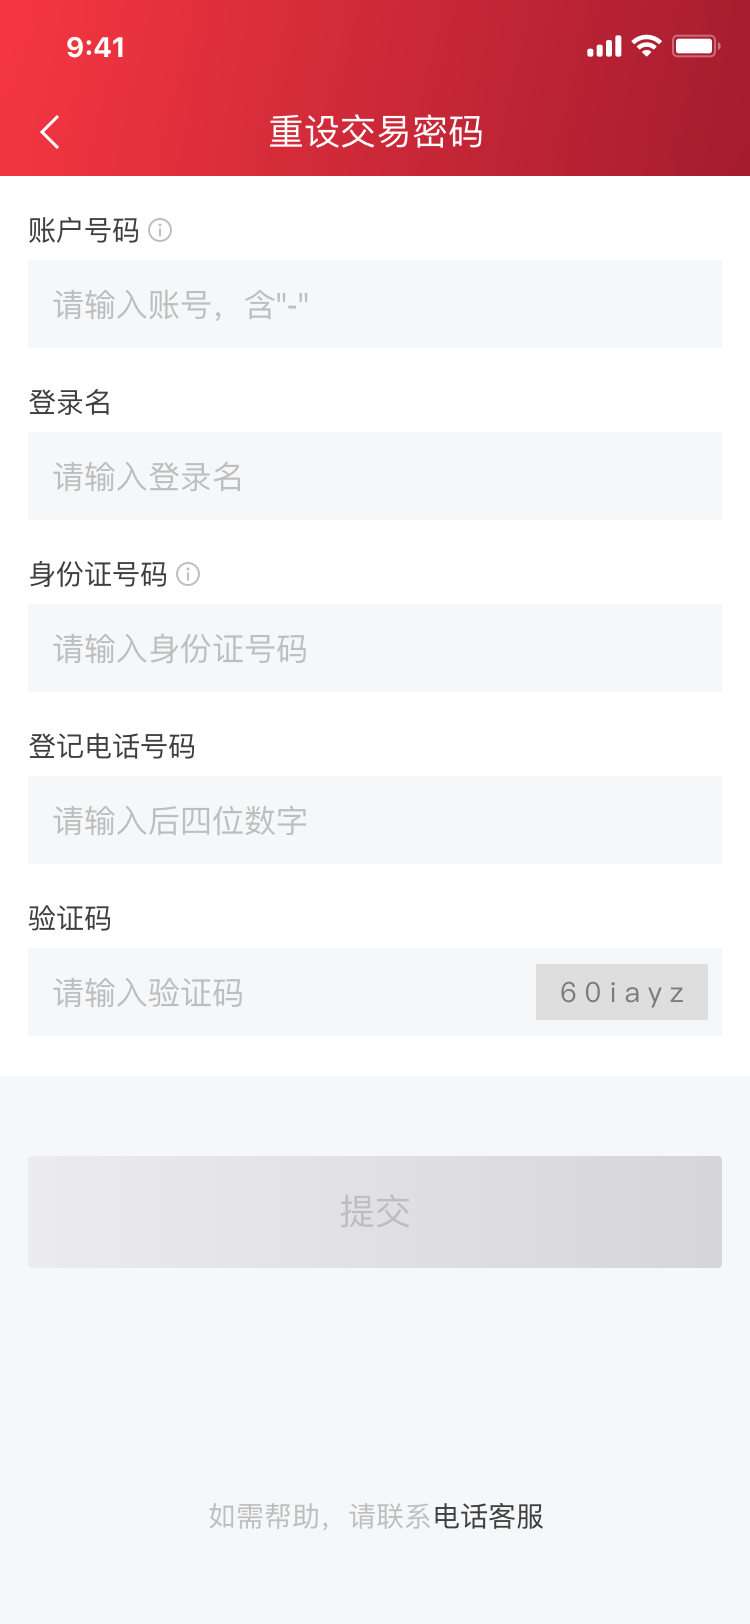 9:41
重设交易密码
账户号码
请输入账号，含"-"
登录名
请输入登录名
身份证号码
请输入身份证号码
登记电话号码
请输入后四位数字
验证码
请输入验证码 60iayz
提交
如需帮助，请联系电话客服